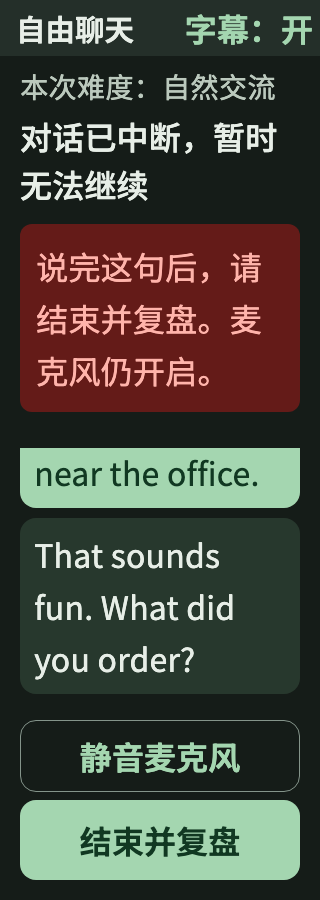 自由聊天 字幕：开
本次难度：自然交流
对话已中断，暂时
无法继续
说完这句后，请
结束并复盘。麦
克风仍开启。
near the office.
That sounds
fun. What did
you order?
静音麦克风
结束并复盘